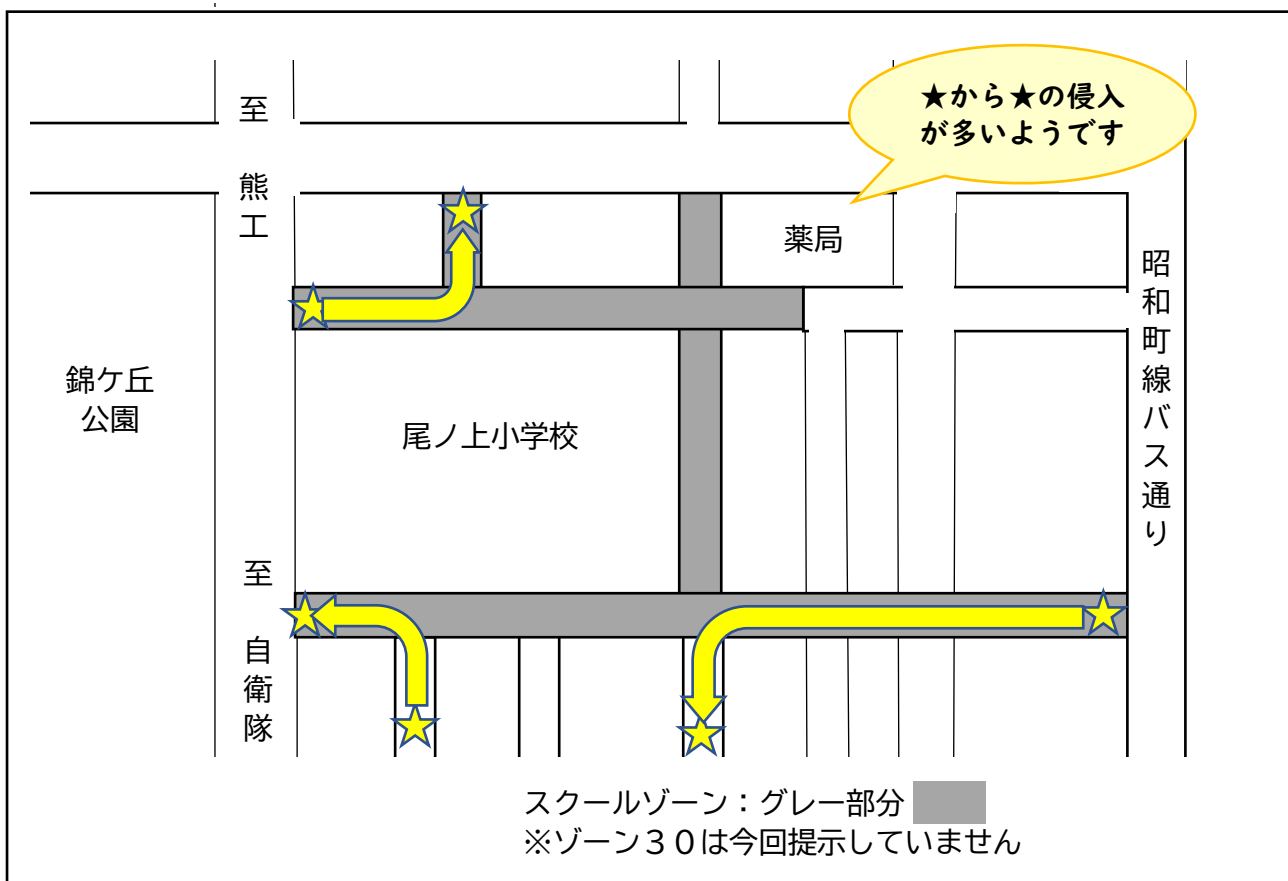 ★から★の侵入
が多いようです
至熊工
薬局
昭和町線バス通り
錦ケ丘
公園
尾ノ上小学校
至自衛隊
スクールゾーン：グレー部分
※ゾーン３０は今回提示していません